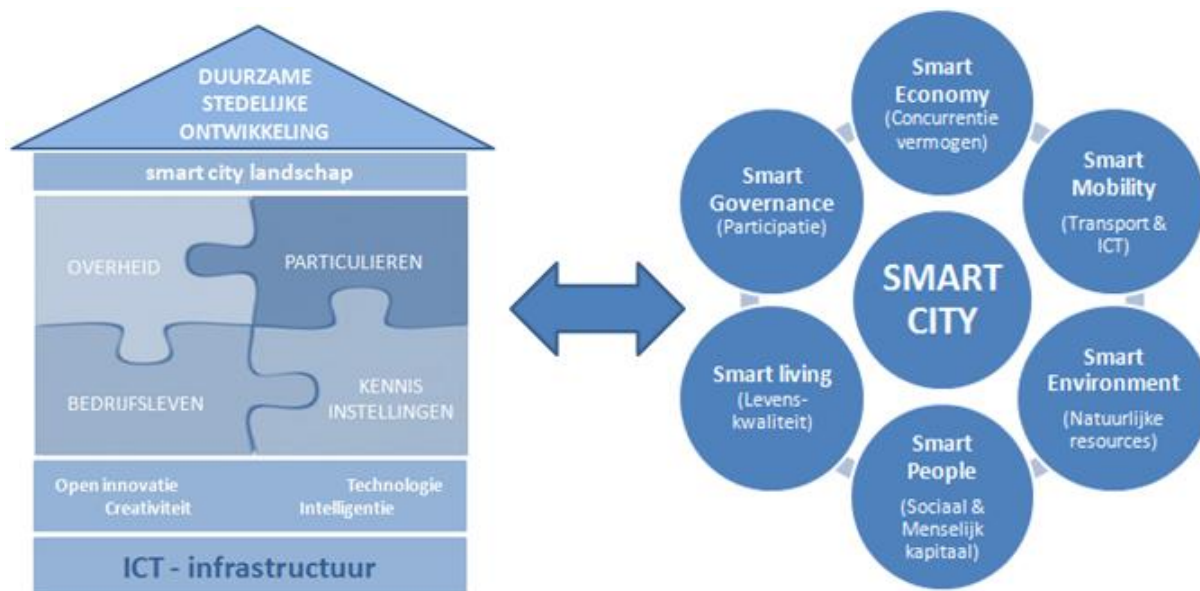 DUURZAME
STEDELIJKE
ONTWIKKELING
smart city landschap
OVERHEID
PARTICULIEREN
BEDRIJFSLEVEN
KENNIS
INSTELLINGEN
Open innovatie
Creativiteit
Technologie
Intelligentie
ICT - infrastructuur
Smart
Economy
(Concurrentie
vermogen)
Smart
Mobility
(Transport &
ICT)
Smart
Environment
(Natuurlijke
resources)
Smart
People
(Sociaal &
Menselijk
kapitaal)
Smart living
(Levens-
kwaliteit)
Smart
Governance
(Participatie)
SMART
CITY